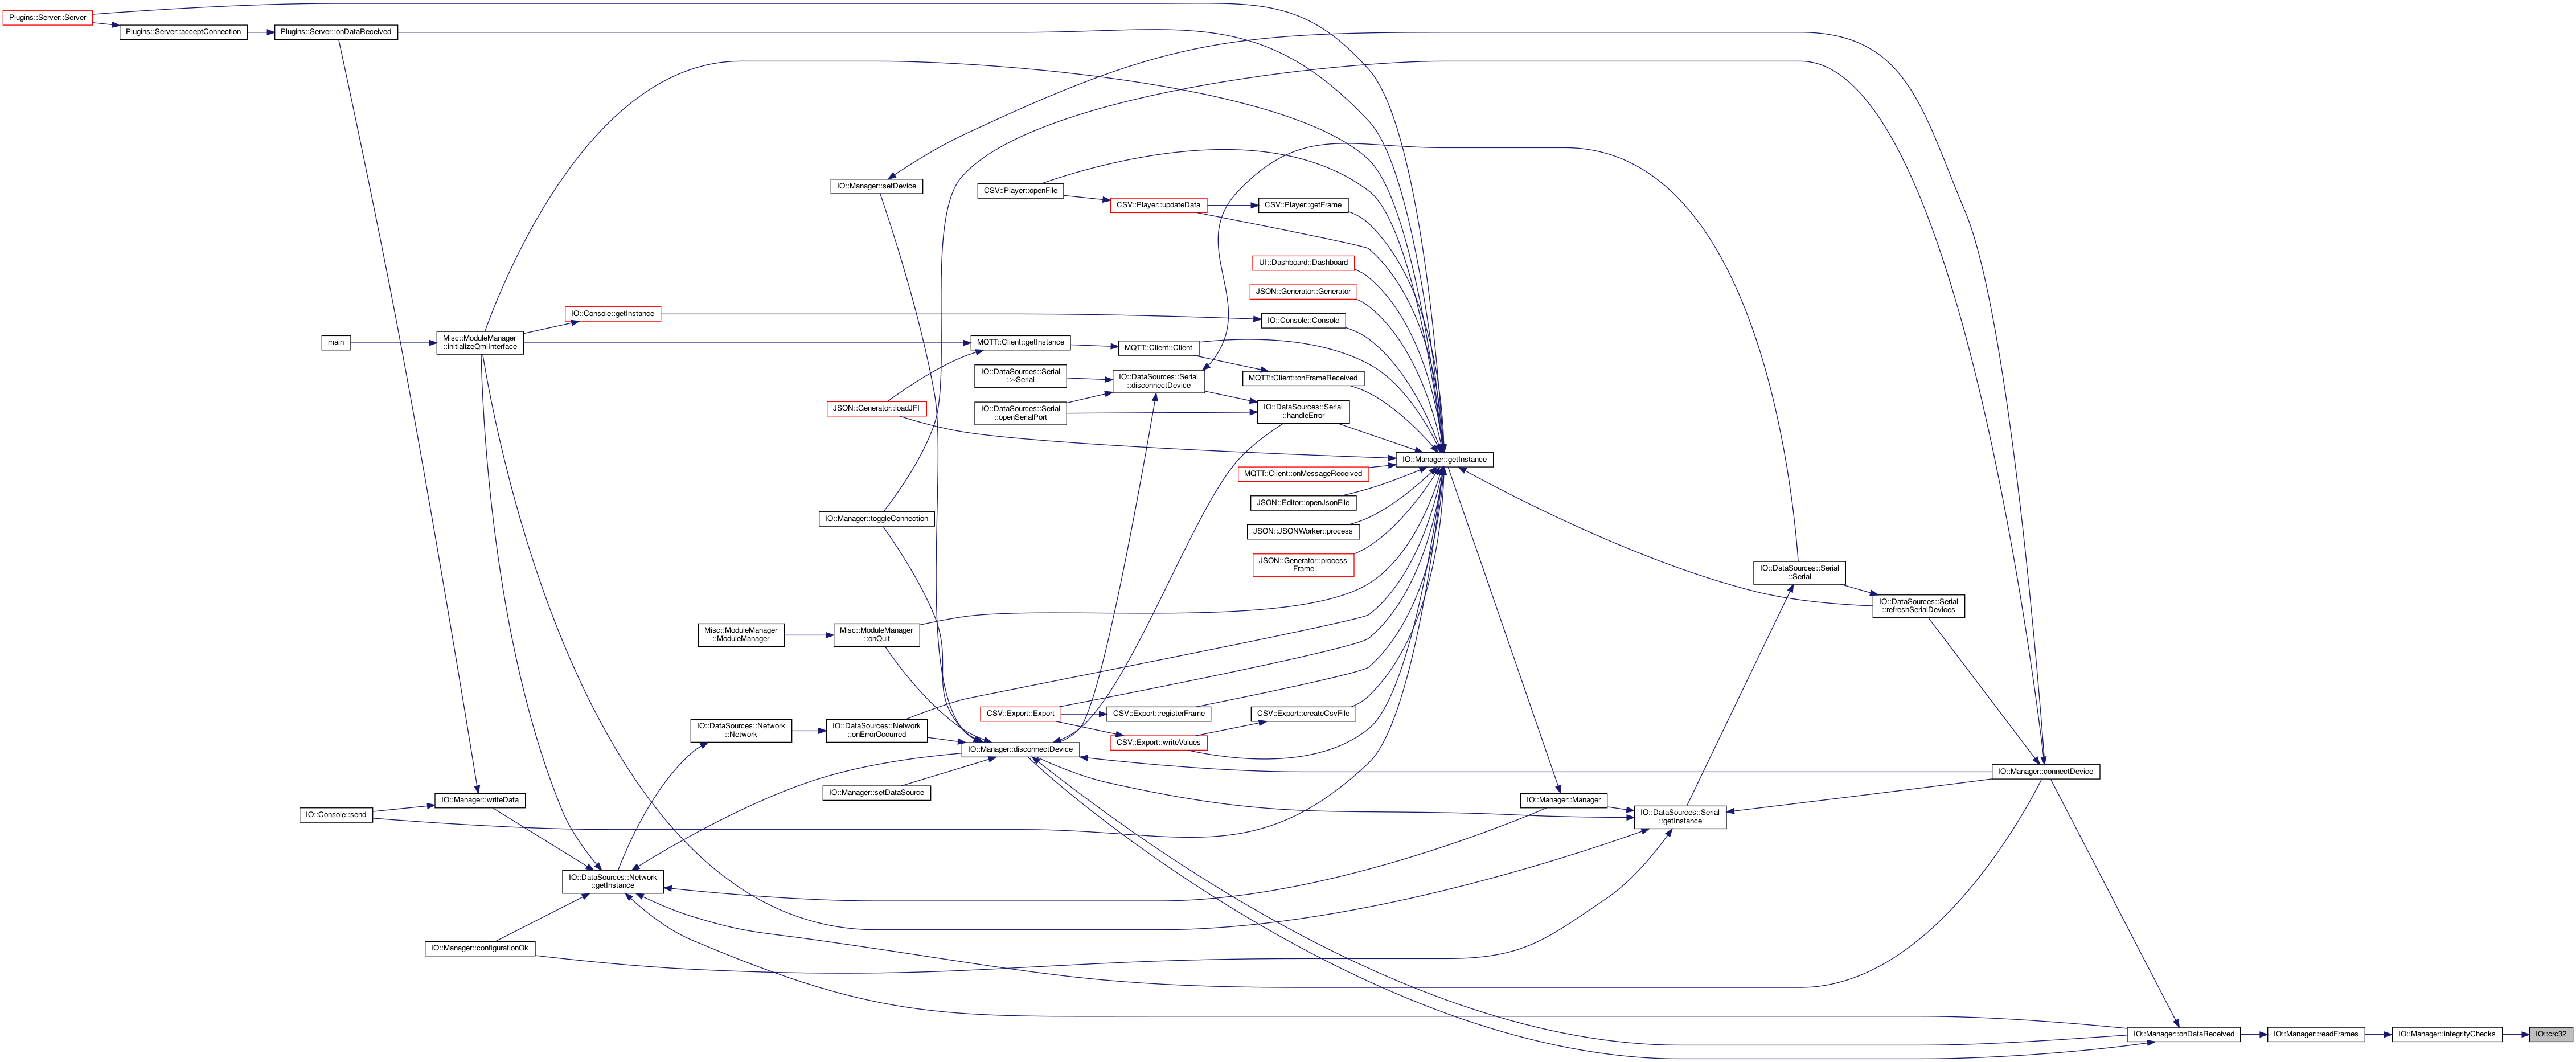 Plugins::Server::Server
Plugins::Server::acceptConnection
Plugins::Server::onDataReceived
IO::Manager::setDevice
CSV::Player::openFile
CSV::Player::updateData
CSV::Player::getFrame
UI::Dashboard::Dashboard
JSON::Generator::Generator
IO::Console::getInstance
IO::Console::Console
main
Misc::ModuleManager
::initializeQmlInterface
MQTT::Client::getInstance
MQTT::Client::Client
IO::DataSources::Serial
::~Serial
IO::DataSources::Serial
::disconnectDevice
MQTT::Client::onFrameReceived
JSON::Generator::loadJFI
IO::DataSources::Serial
::openSerialPort
IO::DataSources::Serial
::handleError
IO::Manager::getInstance
MQTT::Client::onMessageReceived
JSON::Editor::openJsonFile
IO::Manager::toggleConnection
JSON::JSONWorker::process
JSON::Generator::process
Frame
IO::DataSources::Serial
::Serial
IO::DataSources::Serial
::refreshSerialDevices
Misc::ModuleManager
::ModuleManager
Misc::ModuleManager
::onQuit
CSV::Export::Export
CSV::Export::registerFrame
CSV::Export::createCsvFile
IO::DataSources::Network
::Network
IO::DataSources::Network
::onErrorOccurred
IO::Manager::disconnectDevice
CSV::Export::writeValues
IO::Manager::connectDevice
IO::Manager::setDataSource
IO::Manager::writeData
IO::Manager::Manager
IO::Console::send
IO::DataSources::Serial
::getInstance
IO::DataSources::Network
::getInstance
IO::Manager::configurationOk
IO::Manager::onDataReceived
IO::Manager::readFrames
IO::Manager::integrityChecks
IO::crc32